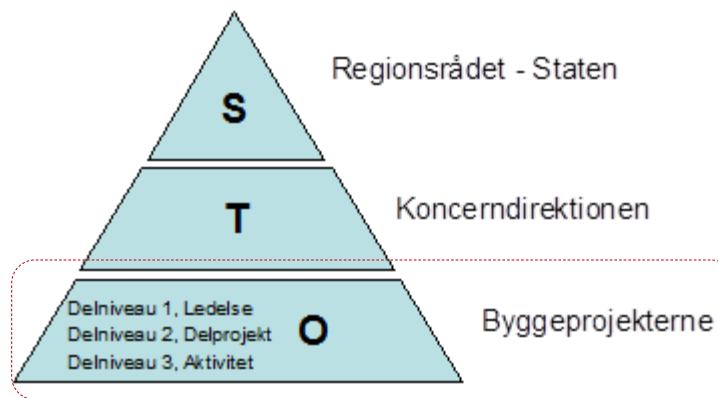 S
Regionsrådet - Staten
T
Koncerndirektionen
Delniveau 1, Ledelse
Delniveau 2, Delprojekt
Delniveau 3, Aktivitet
O
Byggeprojekterne